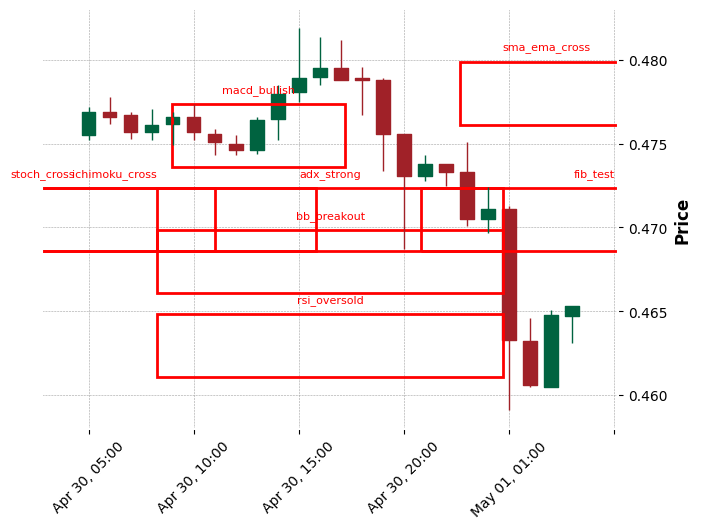 sma_ema_cross
0.480
macd_bullish
0.475
stoch_cross
ichimoku_cross
adx_strong
fib_test
bb_breakout
0.470
Price
rsi_oversold
0.465
0.460
Apr 30, 05:00
Apr 30, 10:00
Apr 30, 15:00
Apr 30, 20:00
May 01, 01:00